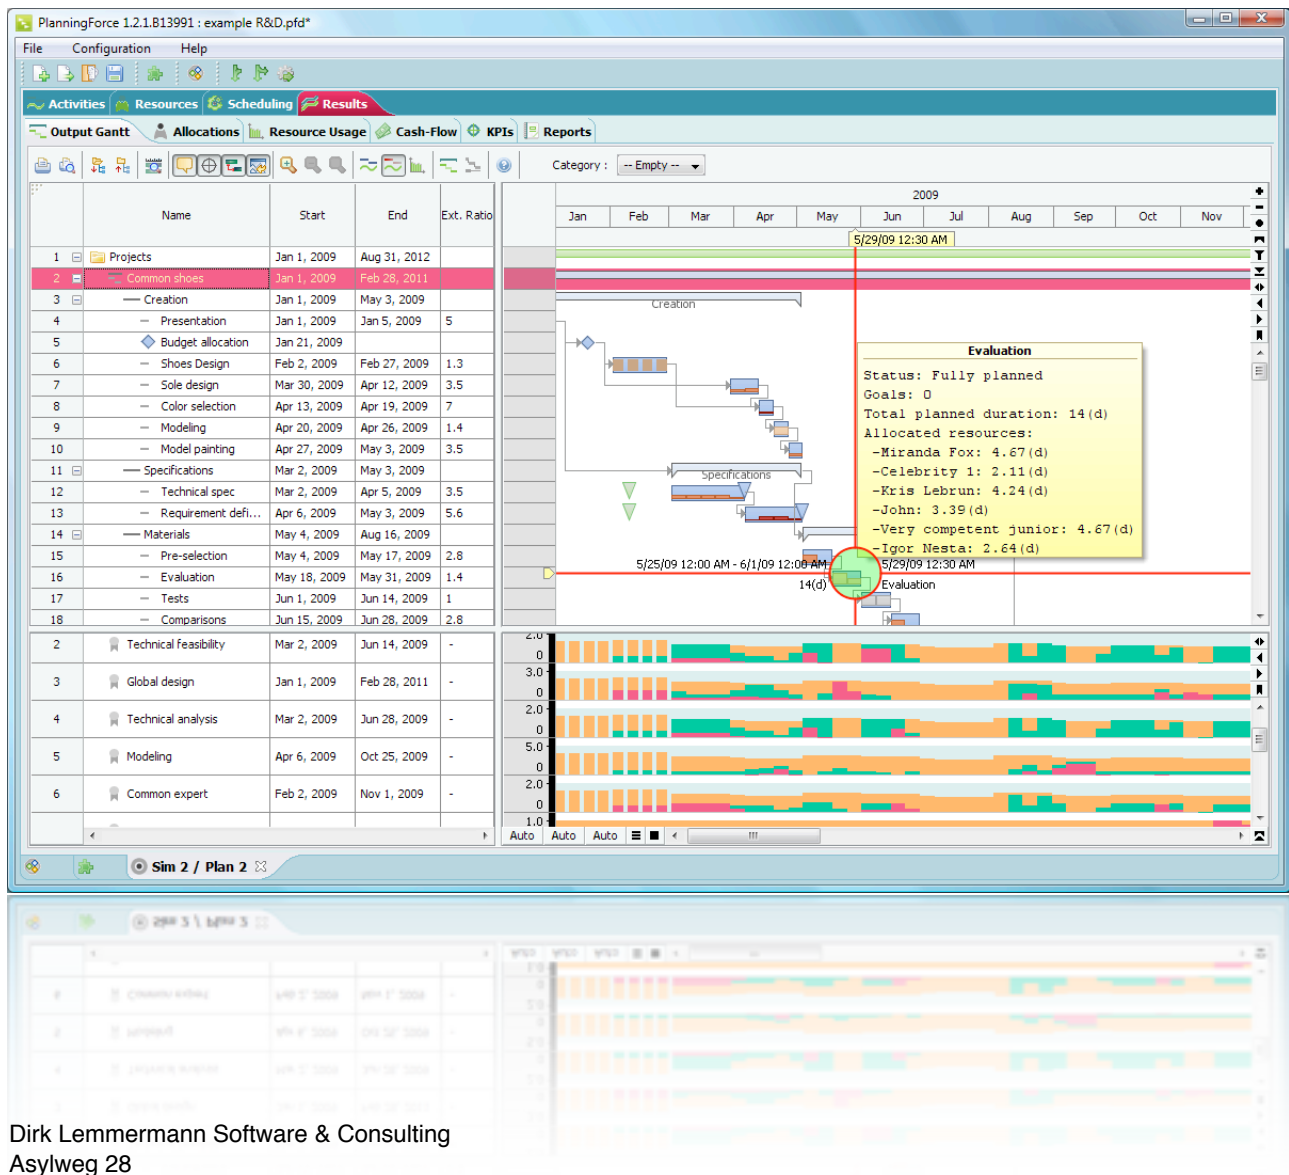 PlanningForce 1.2.1.B13991 : example R&D.pfd*
File Configuration Help
Activities Resources Scheduling Results
Output Gantt Allocations Resource Usage Cash-Flow KPIs Reports
Category : -- Empty --
Name Start End Ext. Ratio
2009
Jan Feb Mar Apr May Jun Jul Aug Sep Oct Nov
5/29/09 12:30 AM
1 Projects Jan 1, 2009 Aug 31, 2012
2 Common shoes Jan 1, 2009 Feb 28, 2011
3 Creation Jan 1, 2009 May 3, 2009
Creation
4 Presentation Jan 1, 2009 Jan 5, 2009 5
5 Budget allocation Jan 21, 2009
6 Shoes Design Feb 2, 2009 Feb 27, 2009 1.3
7 Sole design Mar 30, 2009 Apr 12, 2009 3.5
8 Color selection Apr 13, 2009 Apr 19, 2009 7
9 Modeling Apr 20, 2009 Apr 26, 2009 1.4
10 Model painting Apr 27, 2009 May 3, 2009 3.5
11 Specifications Mar 2, 2009 May 3, 2009
Specifications
12 Technical spec Mar 2, 2009 Apr 5, 2009 3.5
13 Requirement defi... Apr 6, 2009 May 3, 2009 5.6
14 Materials May 4, 2009 Aug 16, 2009
15 Pre-selection May 4, 2009 May 17, 2009 2.8
16 Evaluation May 18, 2009 May 31, 2009 1.4
17 Tests Jun 1, 2009 Jun 14, 2009 1
18 Comparisons Jun 15, 2009 Jun 28, 2009 2.8
Evaluation
Status: Fully planned
Goals: 0
Total planned duration: 14(d)
Allocated resources:
-Miranda Fox: 4.67(d)
-Celebrity 1: 2.11(d)
-Kris Lebrun: 4.24(d)
-John: 3.39(d)
-Very competent junior: 4.67(d)
-Igor Nesta: 2.64(d)
5/25/09 12:00 AM - 6/1/09 12:00 AM 5/29/09 12:30 AM
14(d) Evaluation
2 Technical feasibility Mar 2, 2009 Jun 14, 2009 - 2.0 0
3 Global design Jan 1, 2009 Feb 28, 2011 - 3.0 0
4 Technical analysis Mar 2, 2009 Jun 28, 2009 - 2.0 0
5 Modeling Apr 6, 2009 Oct 25, 2009 - 5.0 0
6 Common expert Feb 2, 2009 Nov 1, 2009 - 2.0 0
1.0
Auto Auto Auto
Sim 2 / Plan 2
Dirk Lemmermann Software & Consulting
Asylweg 28